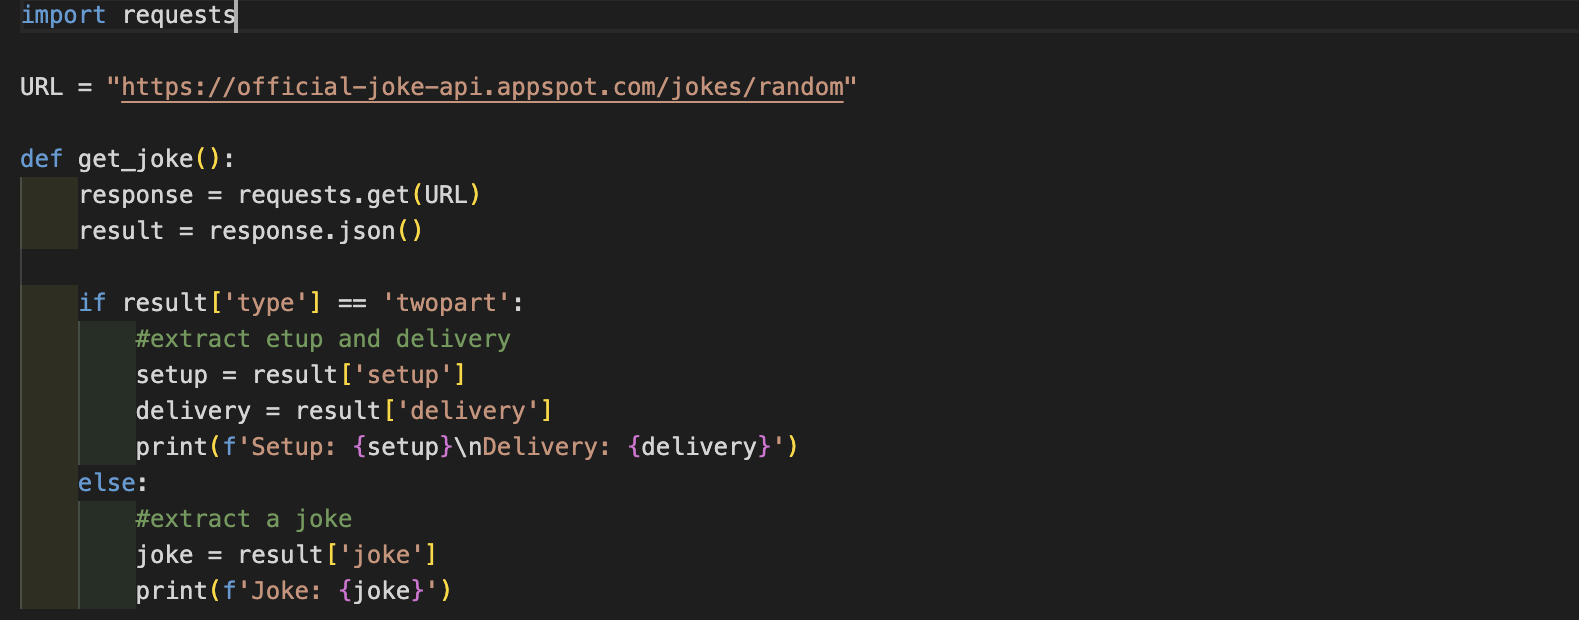 import requests
URL = "https://official-joke-api.appspot.com/jokes/random"
def get_joke():
    response = requests.get(URL)
    result = response.json()
    if result['type'] == 'twopart':
        #extract etup and delivery
        setup = result['setup']
        delivery = result['delivery']
        print(f'Setup: {setup}\nDelivery: {delivery}')
    else:
        #extract a joke
        joke = result['joke']
        print(f'Joke: {joke}')